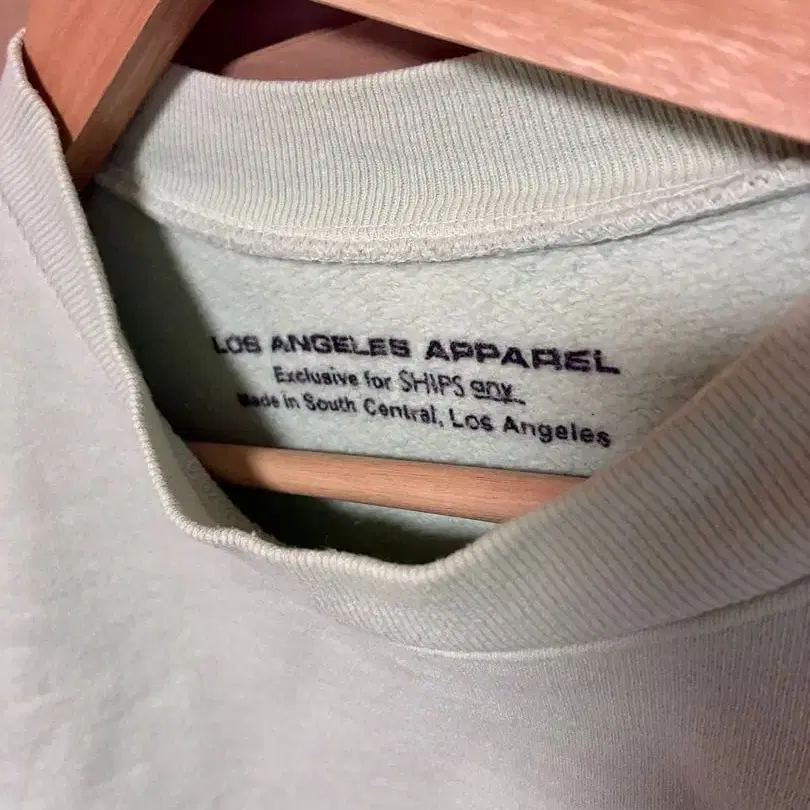 LOS ANGELES APPAREL
Exclusive for SHIPS any.
Made in South Central, Los Angeles